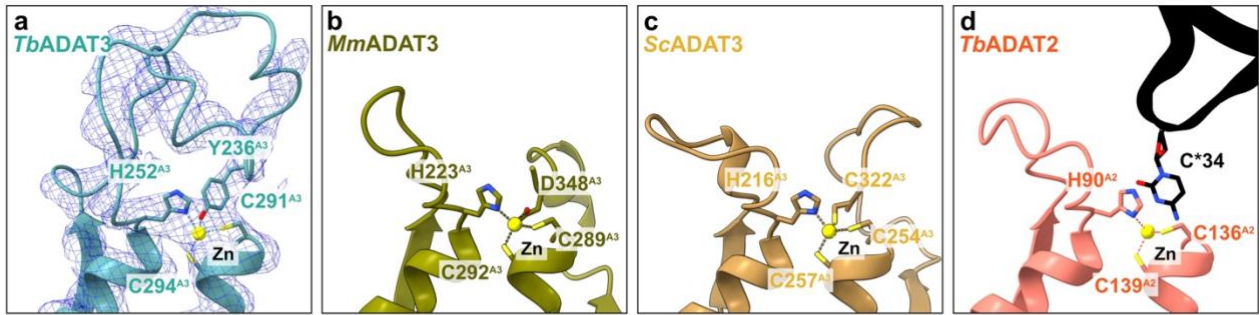 a
TbADAT3
Y236A3
H252A3
C291A3
Zn
C294A3
b
MmADAT3
H223A3
D348A3
C289A3
Zn
C292A3
c
ScADAT3
H216A3
C322A3
C254A3
Zn
C257A3
d
TbADAT2
C*34
H90A2
C136A2
Zn
C139A2